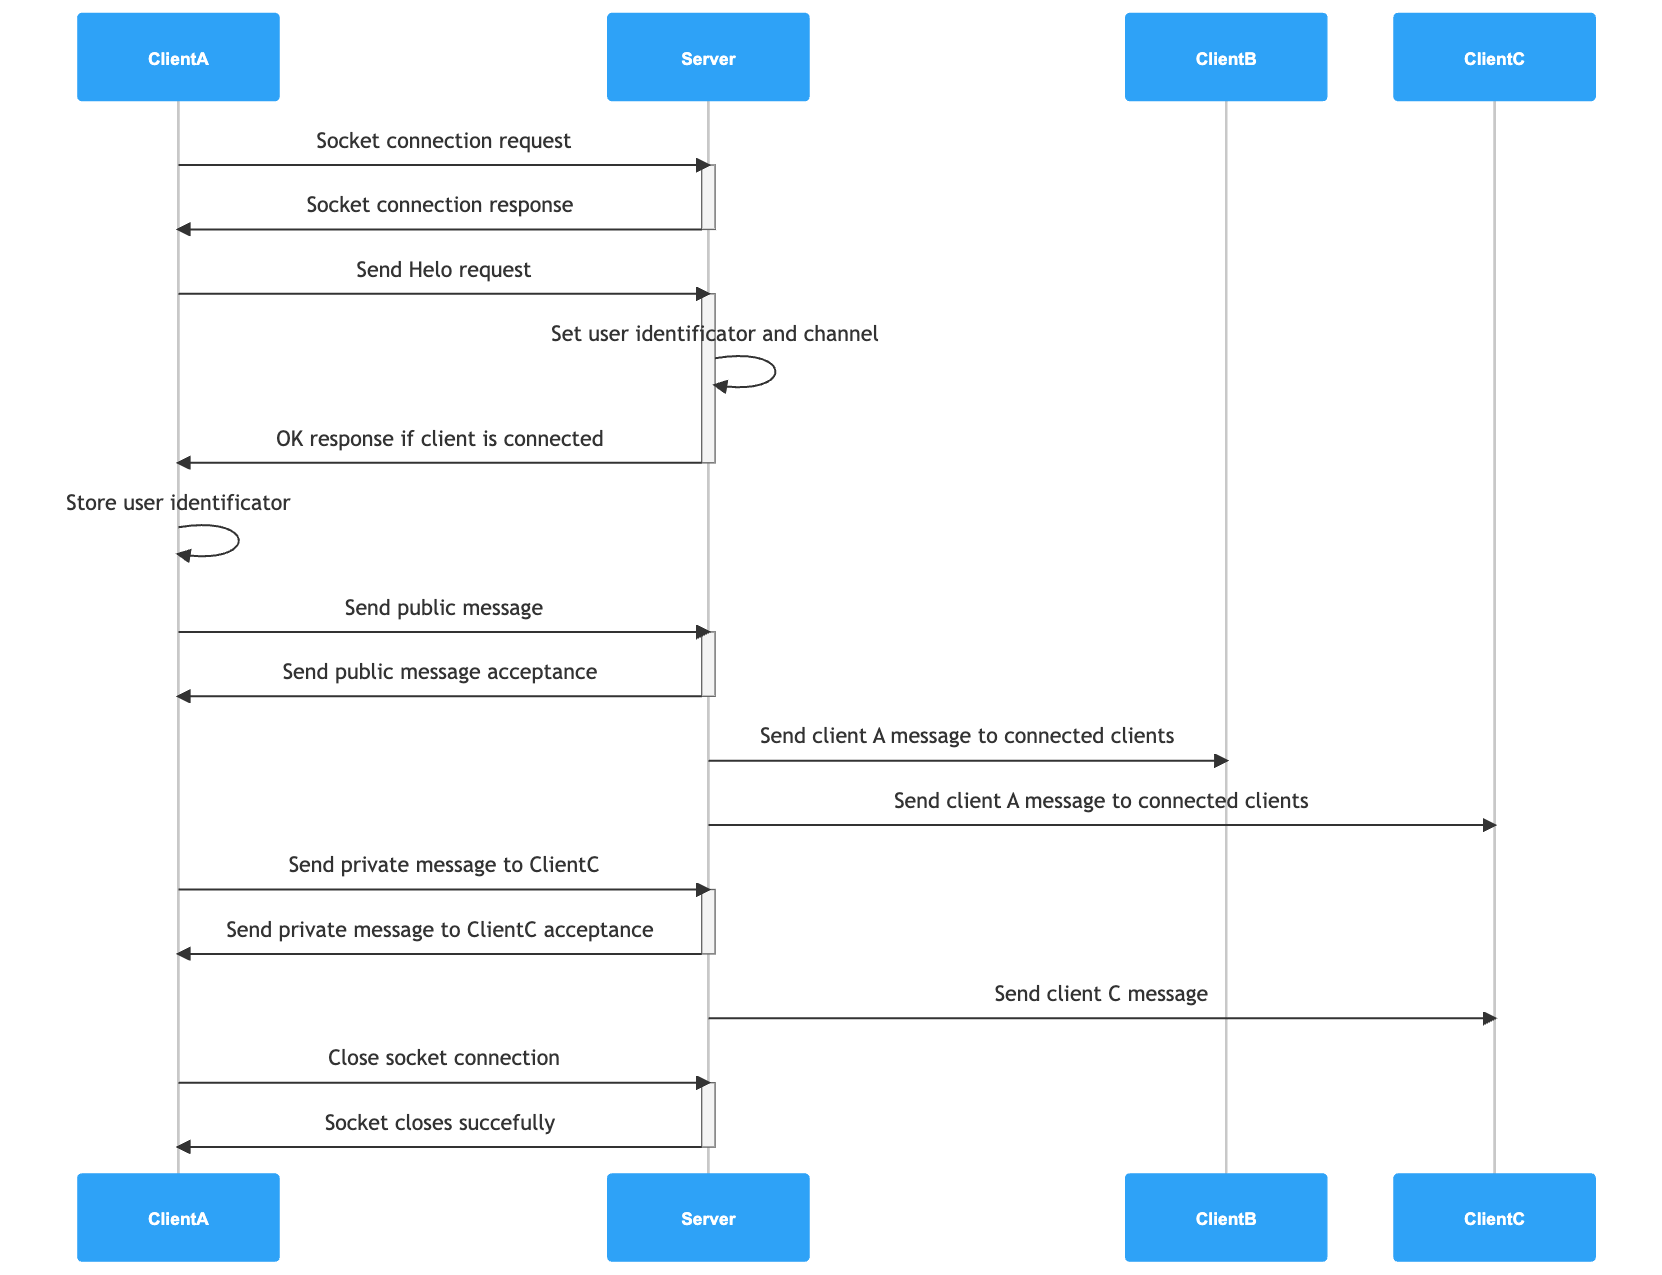 ClientA
Server
ClientB
ClientC
Socket connection request
Socket connection response
Send Helo request
Set user identificator and channel
OK response if client is connected
Store user identificator
Send public message
Send public message acceptance
Send client A message to connected clients
Send client A message to connected clients
Send private message to ClientC
Send private message to ClientC acceptance
Send client C message
Close socket connection
Socket closes succefully
ClientA
Server
ClientB
ClientC